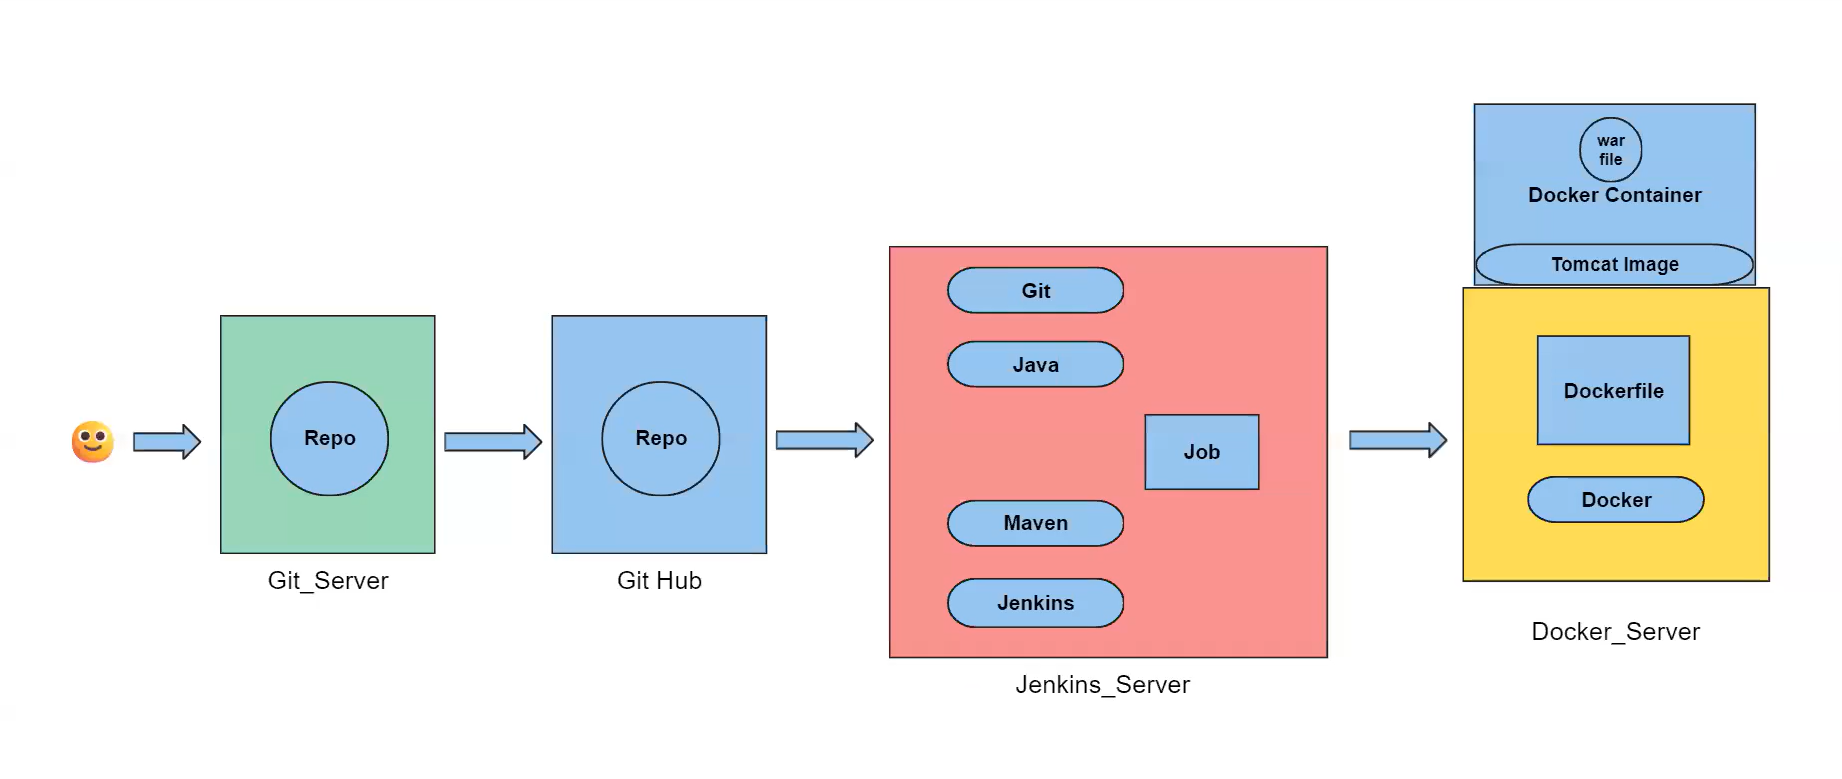 Repo
Git_Server
Repo
Git Hub
Git
Java
Job
Maven
Jenkins
Jenkins_Server
war
file
Docker Container
Tomcat Image
Dockerfile
Docker
Docker_Server